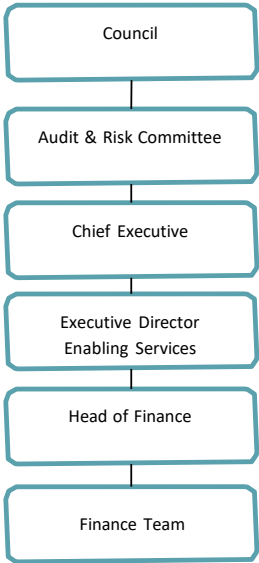 Council
Audit & Risk Committee
Chief Executive
Executive Director
Enabling Services
Head of Finance
Finance Team